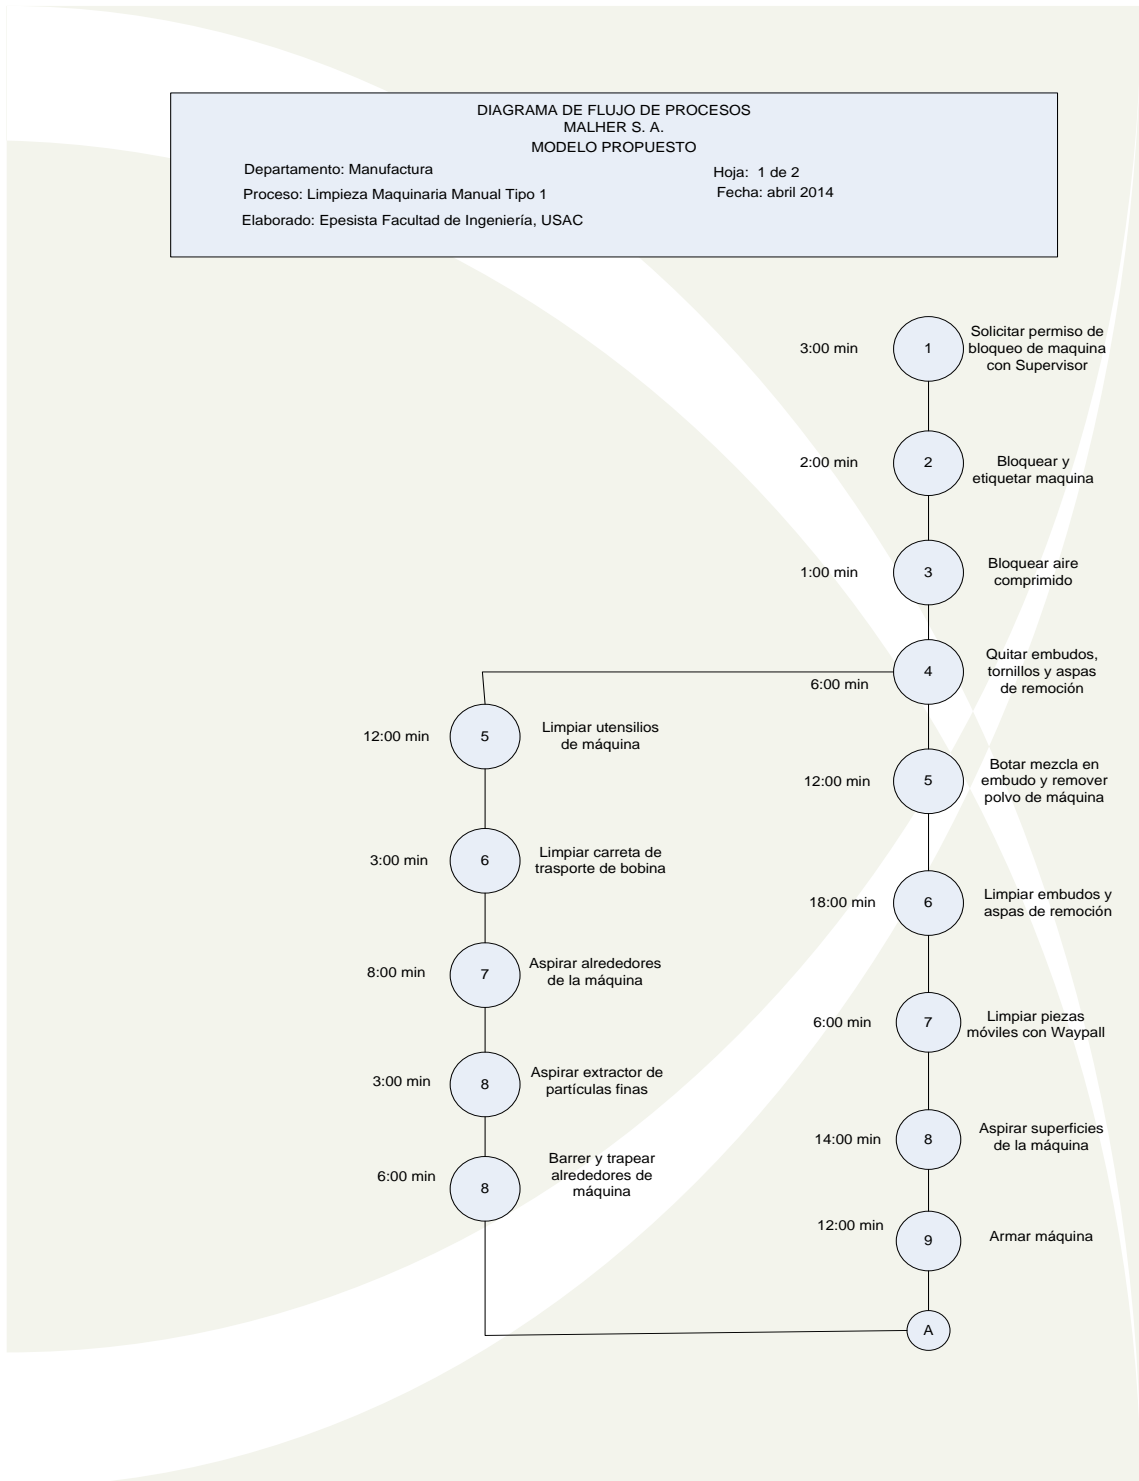 DIAGRAMA DE FLUJO DE PROCESOS
MALHER S. A.
MODELO PROPUESTO
Departamento: Manufactura
Hoja: 1 de 2
Proceso: Limpieza Maquinaria Manual Tipo 1
Fecha: abril 2014
Elaborado: Epesista Facultad de Ingeniería, USAC
3:00 min
1
Solicitar permiso de
bloqueo de maquina
con Supervisor
2:00 min
2
Bloquear y
etiquetar maquina
1:00 min
3
Bloquear aire
comprimido
6:00 min
4
Quitar embudos,
tornillos y aspas
de remoción
12:00 min
5
Limpiar utensilios
de máquina
12:00 min
5
Botar mezcla en
embudo y remover
polvo de máquina
3:00 min
6
Limpiar carreta de
trasporte de bobina
18:00 min
6
Limpiar embudos y
aspas de remoción
8:00 min
7
Aspirar alrededores
de la máquina
6:00 min
7
Limpiar piezas
móviles con Waypall
3:00 min
8
Aspirar extractor de
partículas finas
14:00 min
8
Aspirar superficies
de la máquina
6:00 min
8
Barrer y trapear
alrededores de
máquina
12:00 min
9
Armar máquina
A